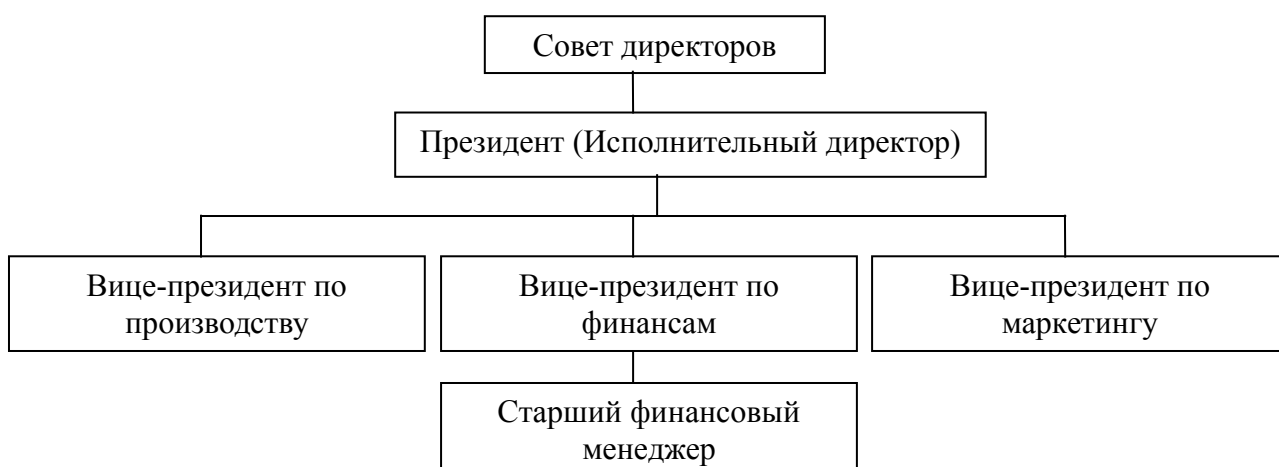 Совет директоров
Президент (Исполнительный директор)
Вице-президент по
производству
Вице-президент по
финансам
Вице-президент по
маркетингу
Старший финансовый
менеджер